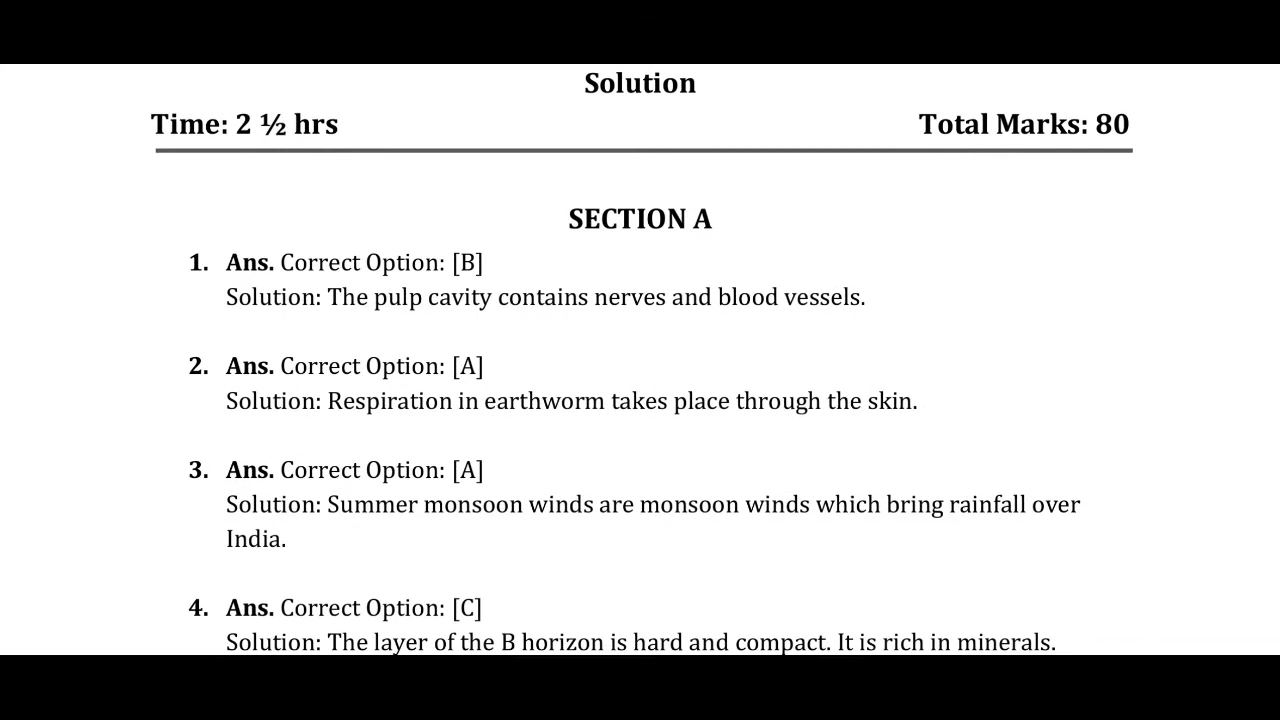 Solution
Time: 2 ½ hrs Total Marks: 80
SECTION A
1. Ans. Correct Option: [B]
Solution: The pulp cavity contains nerves and blood vessels.
2. Ans. Correct Option: [A]
Solution: Respiration in earthworm takes place through the skin.
3. Ans. Correct Option: [A]
Solution: Summer monsoon winds are monsoon winds which bring rainfall over
India.
4. Ans. Correct Option: [C]
Solution: The layer of the B horizon is hard and compact. It is rich in minerals.